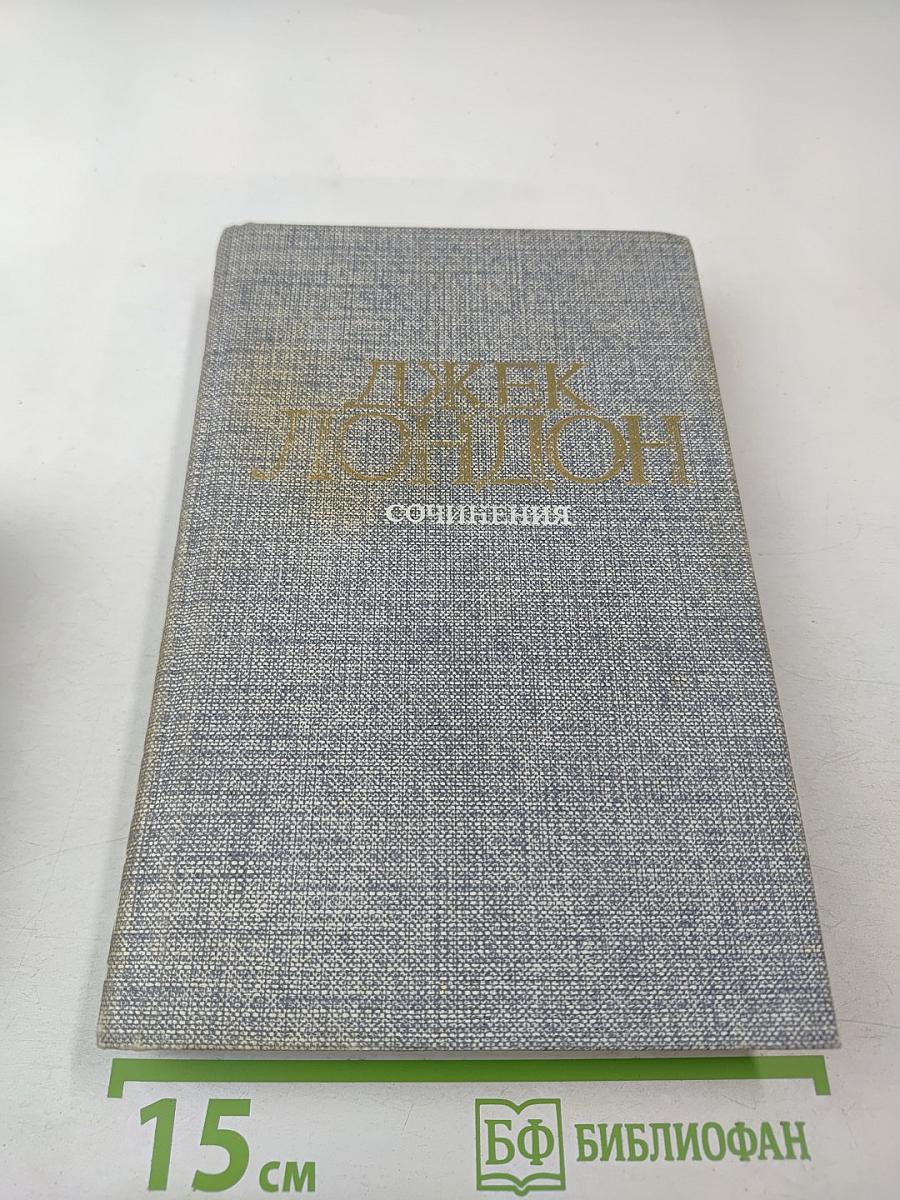 ДЖЕК
ЛОНДОН
СОЧИНЕНИЯ
15 см
БФ БИБЛИОФАН